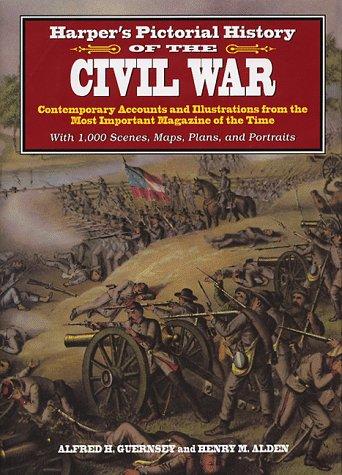 Harper's Pictorial History
OF THE
CIVIL WAR
Contemporary Accounts and Illustrations from the
Most Important Magazine of the Time
With 1,000 Scenes, Maps, Plans, and Portraits
ALFRED H. GUERNSEY AND HENRY M. ALDEN